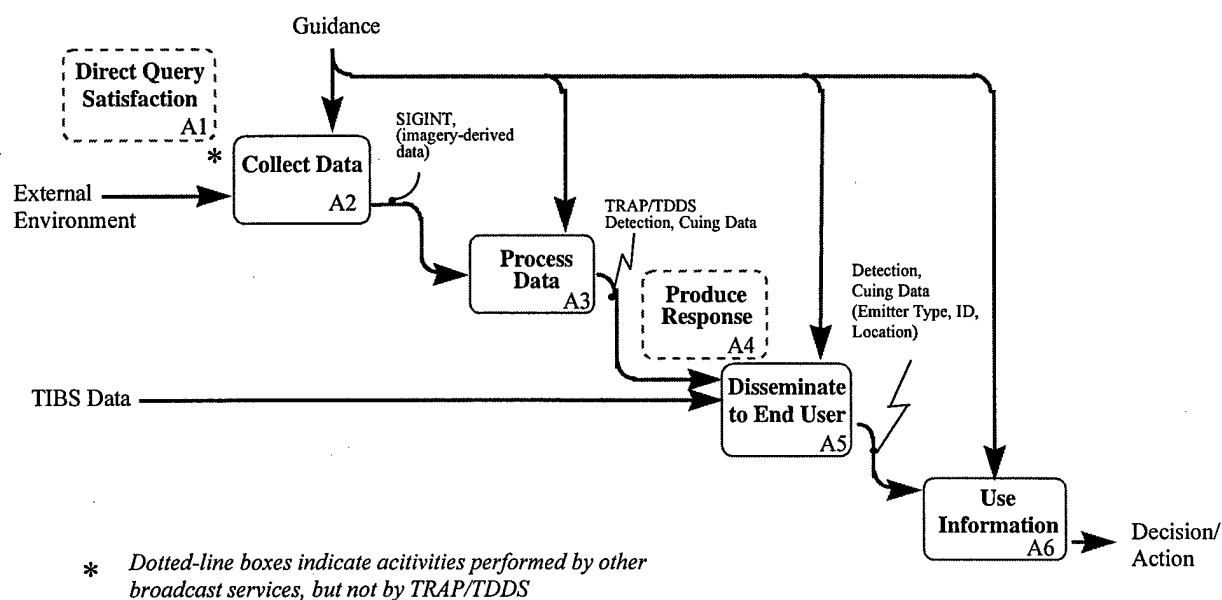 Guidance
Direct Query
Satisfaction
A1
*
Collect Data
A2
SIGINT,
(imagery-derived
data)
External
Environment
TRAP/TDDS
Detection, Cuing Data
Process
Data
A3
Produce
Response
A4
Detection,
Cuing Data
(Emitter Type, ID,
Location)
TIBS Data
Disseminate
to End User
A5
Use
Information
A6
Decision/
Action
* Dotted-line boxes indicate acitivities performed by other
broadcast services, but not by TRAP/TDDS